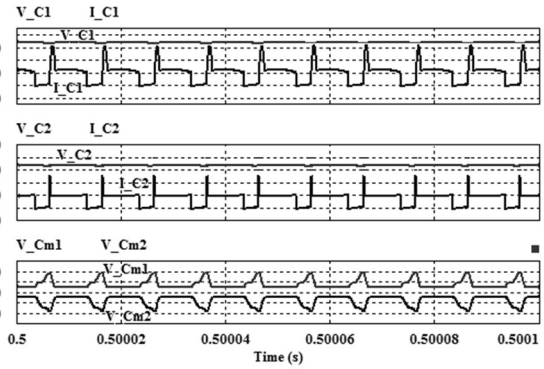 V_C1 I_C1
V_C1
I_C1
V_C2 I_C2
V_C2
I_C2
V_Cm1 V_Cm2
V_Cm1
V_Cm2
0.5 0.50002 0.50004 0.50006 0.50008 0.5001
Time (s)